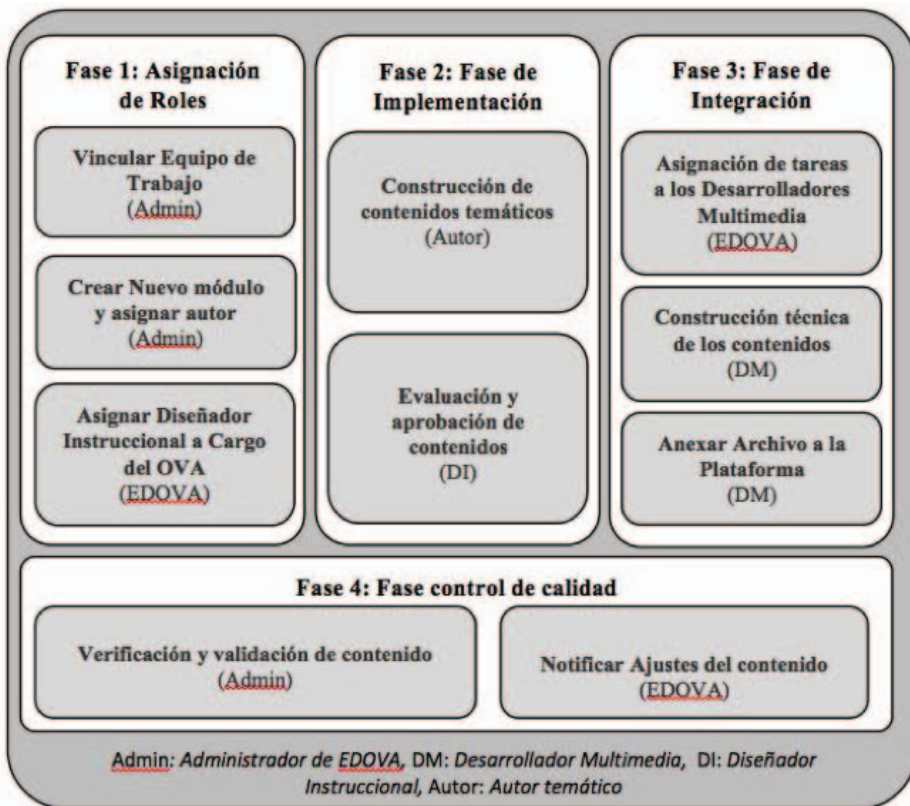 Fase 1: Asignación
de Roles
Vincular Equipo de
Trabajo
(Admin)
Crear Nuevo módulo
y asignar autor
(Admin)
Asignar Diseñador
Instruccional a Cargo
del OVA
(EDOVA)
Fase 2: Fase de
Implementación
Construcción de
contenidos temáticos
(Autor)
Evaluación y
aprobación de
contenidos
(DI)
Fase 3: Fase de
Integración
Asignación de tareas
a los Desarrolladores
Multimedia
(EDOVA)
Construcción técnica
de los contenidos
(DM)
Anexar Archivo a la
Plataforma
(DM)
Fase 4: Fase control de calidad
Verificación y validación de contenido
(Admin)
Notificar Ajustes del contenido
(EDOVA)
Admin: Administrador de EDOVA, DM: Desarrollador Multimedia, DI: Diseñador
Instruccional, Autor: Autor temático